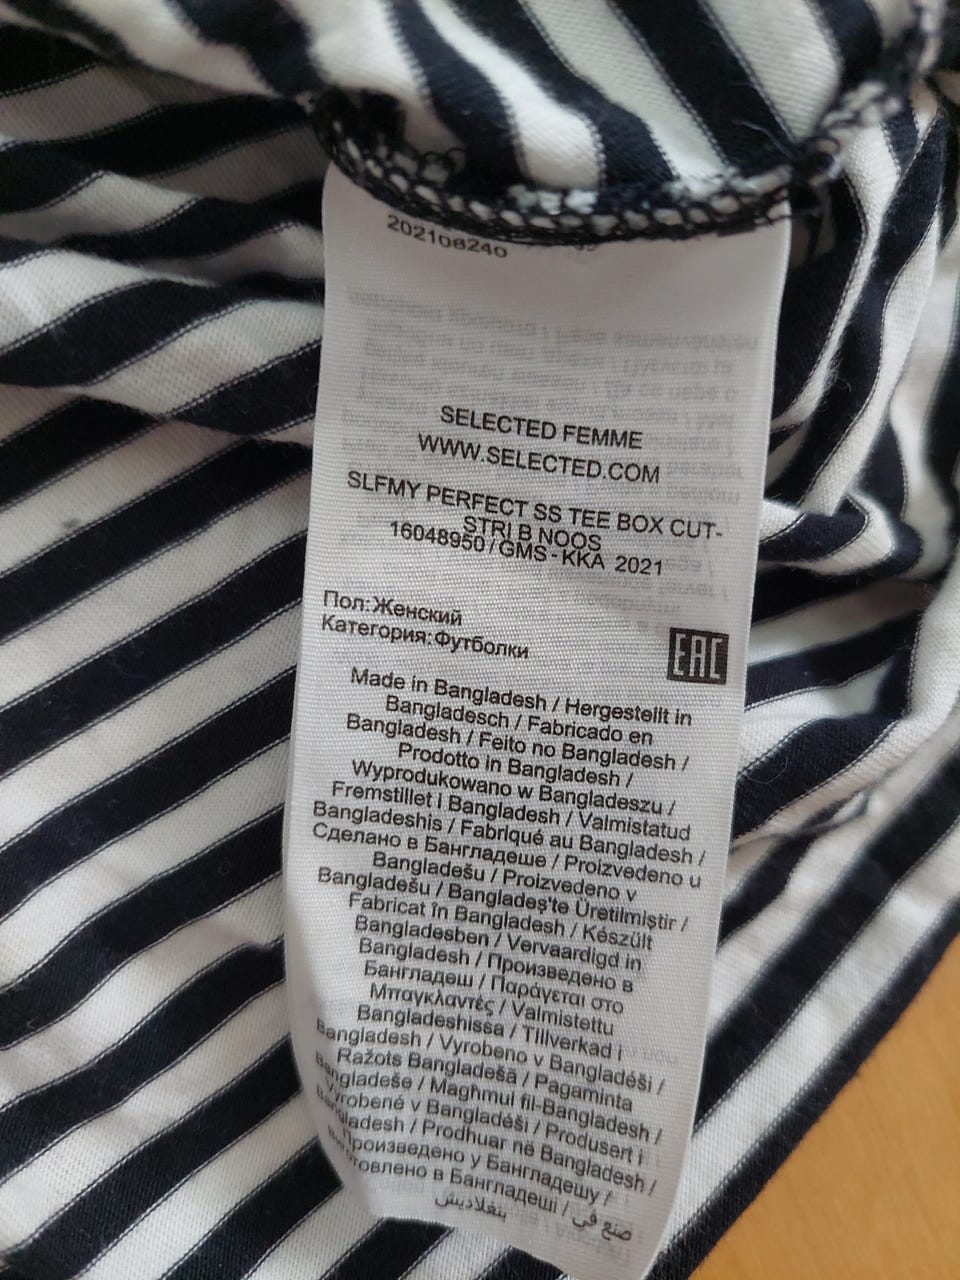 202108240
SELECTED FEMME
WWW.SELECTED.COM
SLFMY PERFECT SS TEE BOX CUT-
STRI B NOOS
16048950/GMS-KKA 2021
Пол:Женский
Категория:Футболки
EAC
Made in Bangladesh / Hergestellt in
Bangladesch / Fabricado en
Bangladesh / Feito no Bangladesh /
Prodotto in Bangladesh /
Wyprodukowano w Bangladeszu /
Fremstillet i Bangladesh / Valmistatud
Bangladeshis / Fabriqué au Bangladesh /
Сделано в Бангладеше / Proizvedeno u
Bangladešu / Proizvedeno v
Bangladešu / Bangladeş'te Üretilmiştir /
Fabricat în Bangladesh / Készült
Bangladesben / Vervaardigd in
Bangladesh / Произведено в
Бангладеш / Παράγεται στο
Μπαγκλαντές / Valmistettu
Bangladeshissa / Tillverkad i
Bangladesh / Vyrobeno v Bangladéši /
Ražots Bangladešā / Pagaminta
Bangladeše / Magħmul fil-Bangladesh /
Vyrobené v Bangladéši / Produsert i
Bangladesh / Prodhuar në Bangladesh /
Произведено у Бангладешу /
в Бангладеші / صنع في
بنغلاديش